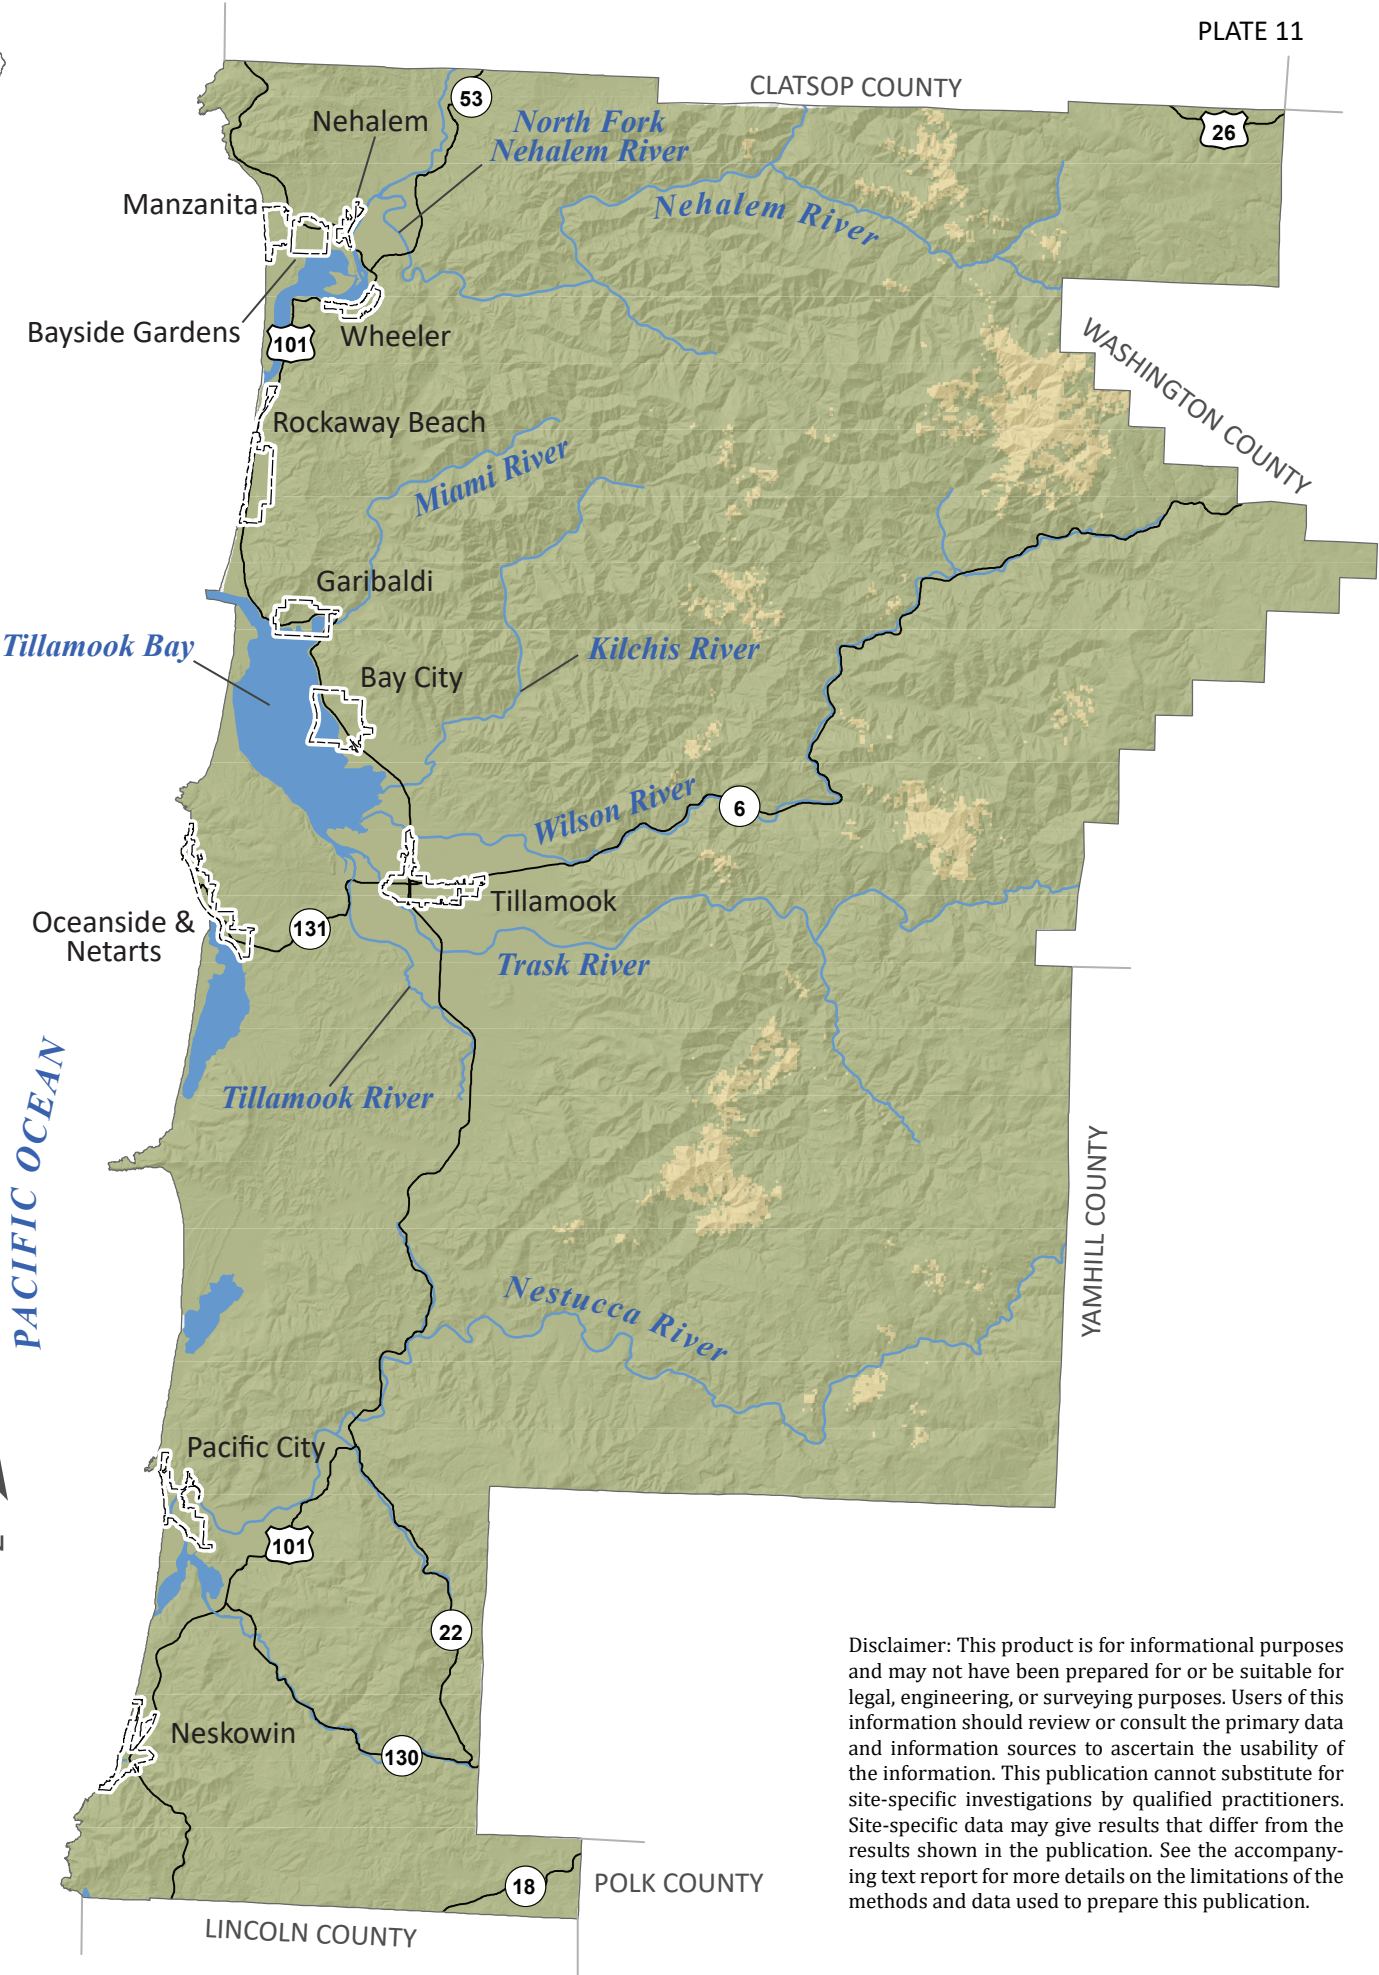 PLATE 11
CLATSOP COUNTY
53
26
Nehalem
North Fork
Nehalem River
Manzanita
Nehalem River
Bayside Gardens
101
Wheeler
WASHINGTON COUNTY
Rockaway Beach
Miami River
Garibaldi
Tillamook Bay
Kilchis River
Bay City
Wilson River
6
Tillamook
Oceanside &
Netarts
131
Trask River
Tillamook River
PACIFIC OCEAN
YAMHILL COUNTY
Nestucca River
Pacific City
101
22
Neskowin
130
18
POLK COUNTY
LINCOLN COUNTY
Disclaimer: This product is for informational purposes
and may not have been prepared for or be suitable for
legal, engineering, or surveying purposes. Users of this
information should review or consult the primary data
and information sources to ascertain the usability of
the information. This publication cannot substitute for
site-specific investigations by qualified practitioners.
Site-specific data may give results that differ from the
results shown in the publication. See the accompany-
ing text report for more details on the limitations of the
methods and data used to prepare this publication.